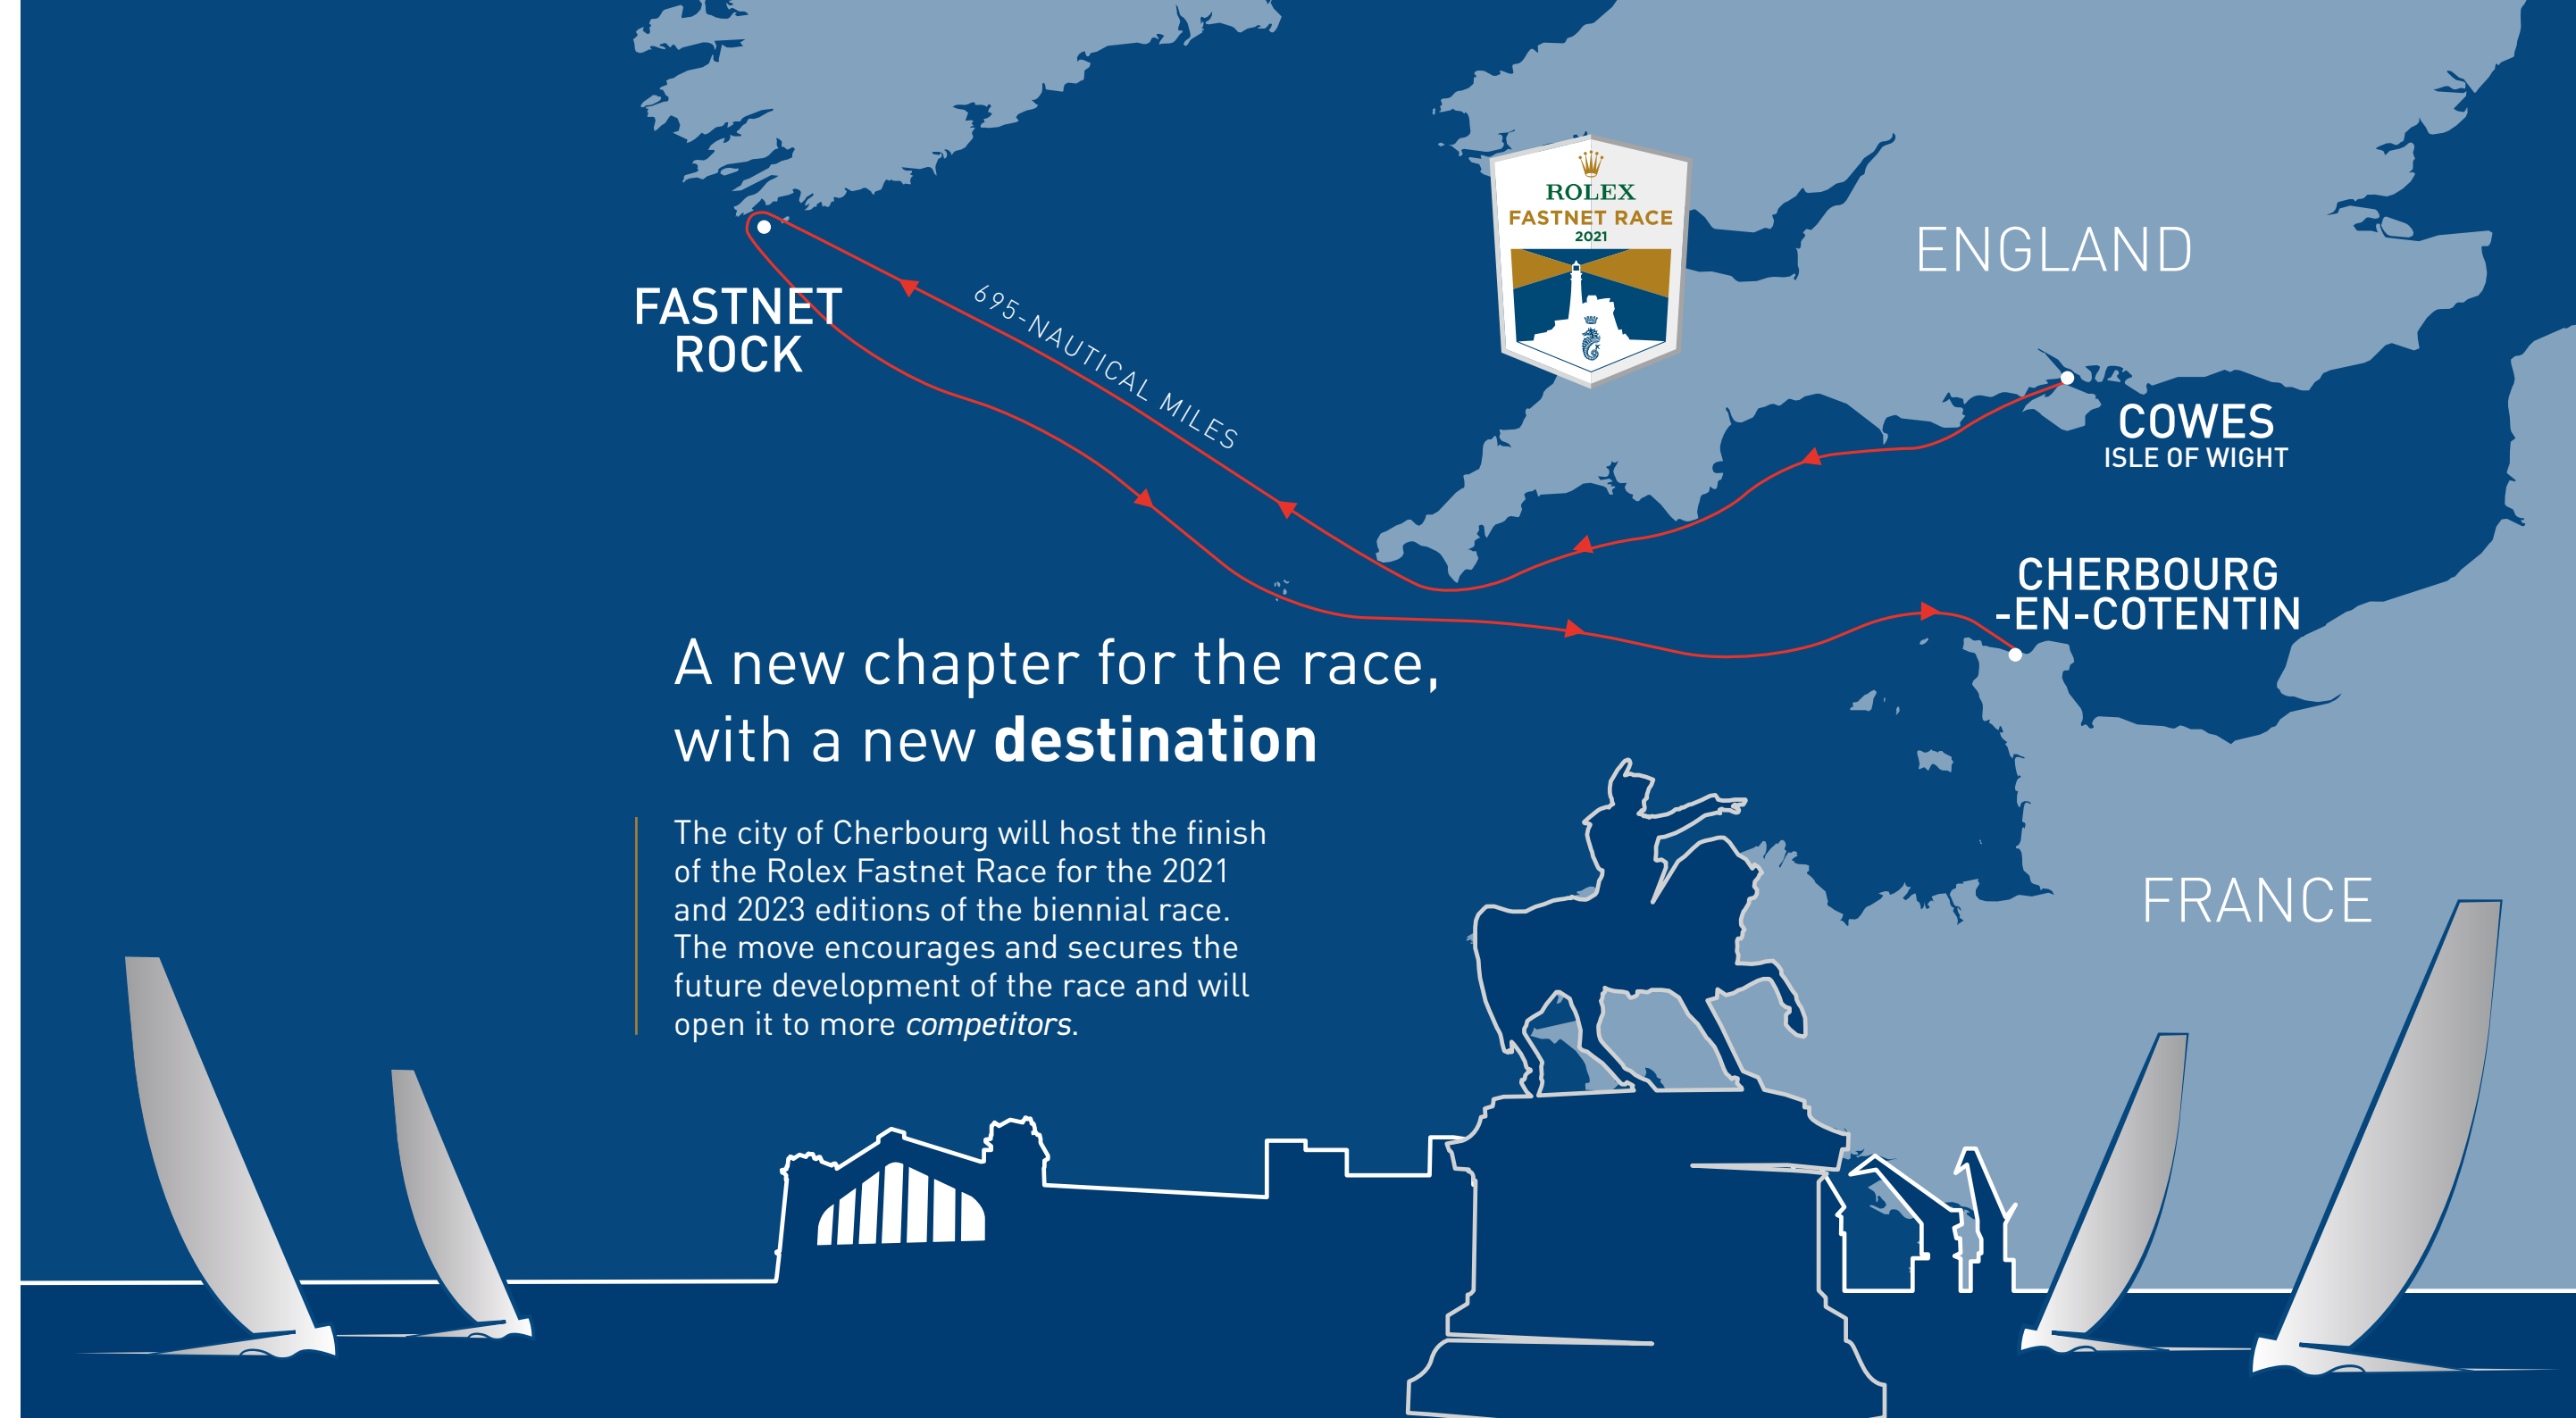 ROLEX
FASTNET RACE
2021
ENGLAND
FASTNET
ROCK
695-NAUTICAL MILES
COWES
ISLE OF WIGHT
CHERBOURG
-EN-COTENTIN
A new chapter for the race,
with a new destination
The city of Cherbourg will host the finish
of the Rolex Fastnet Race for the 2021
and 2023 editions of the biennial race.
The move encourages and secures the
future development of the race and will
open it to more competitors.
FRANCE